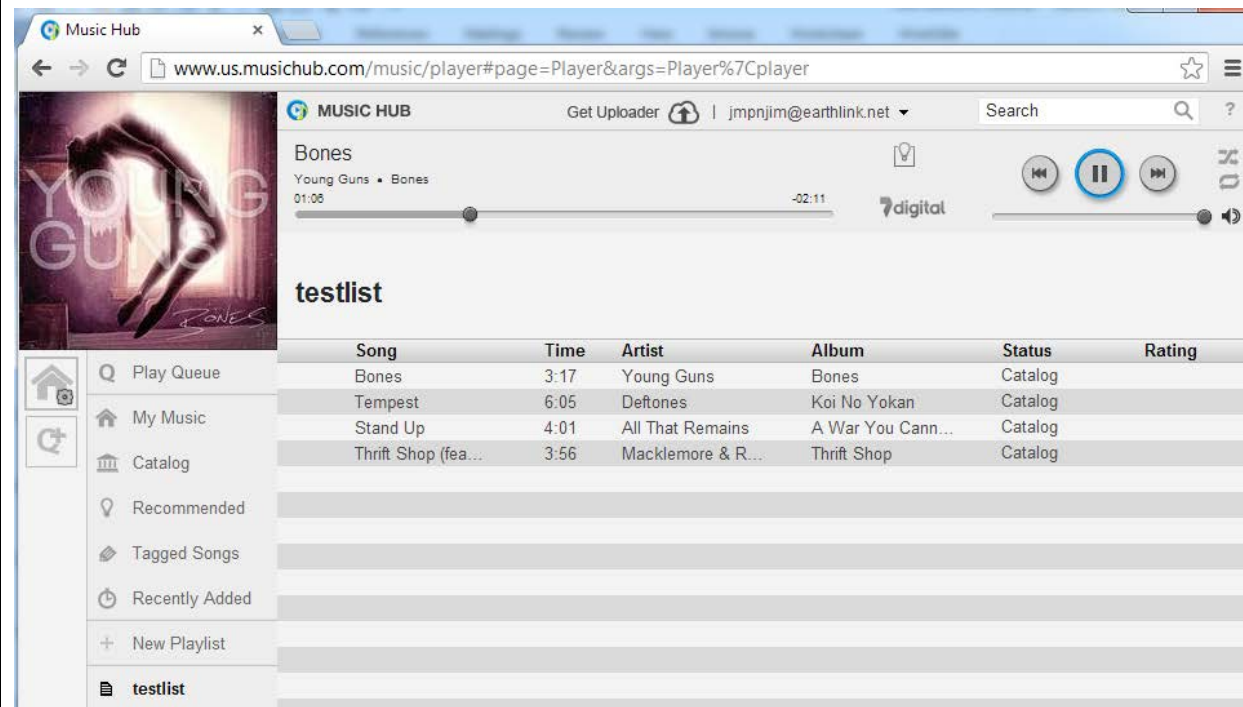 Music Hub
www.us.musichub.com/music/player#page=Player&args=Player%7Cplayer
YOUNG
GUNS
BONES
MUSIC HUB Get Uploader | jmpnjim@earthlink.net Search ?
Bones
Young Guns • Bones
01:06 -02:11
7digital
testlist
Song Time Artist Album Status Rating
Bones 3:17 Young Guns Bones Catalog
Tempest 6:05 Deftones Koi No Yokan Catalog
Stand Up 4:01 All That Remains A War You Cann... Catalog
Thrift Shop (fea... 3:56 Macklemore & R... Thrift Shop Catalog
Q Play Queue
My Music
Q+
Catalog
Recommended
Tagged Songs
Recently Added
+ New Playlist
testlist